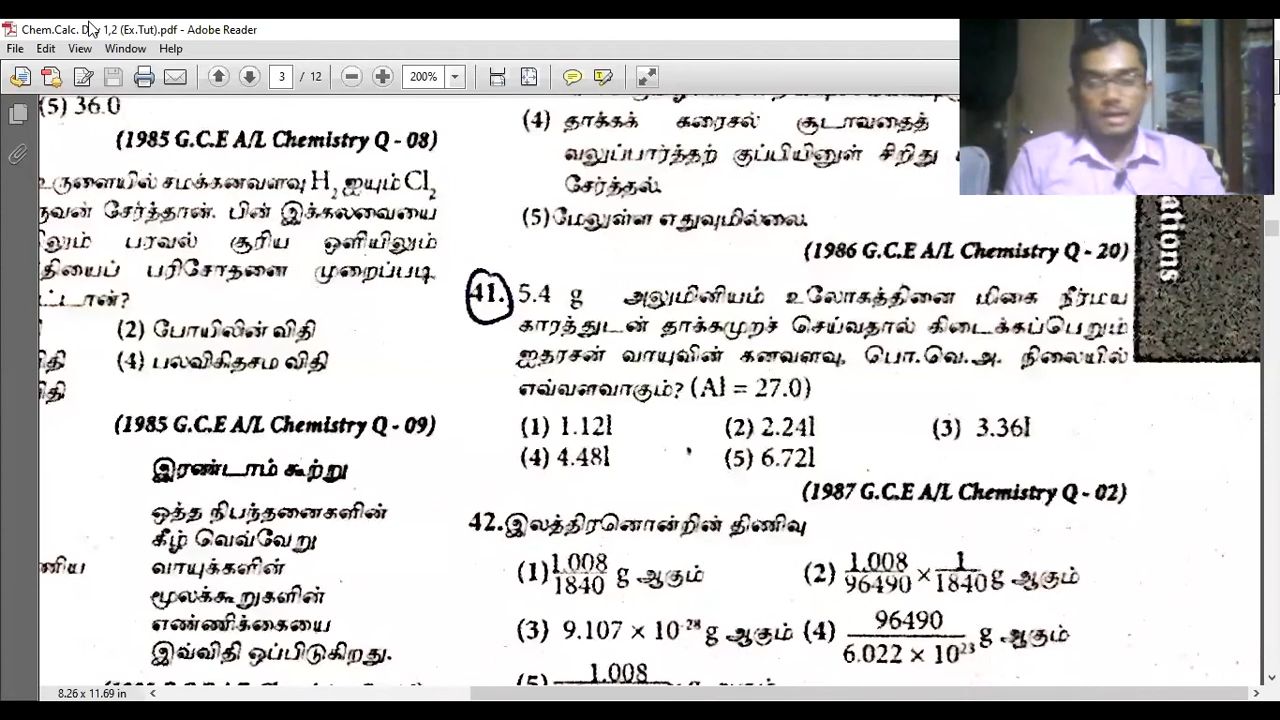 Chem.Calc. D y 1,2 (Ex.Tut).pdf - Adobe Reader
File Edit View Window Help
3 / 12 200%
(5) 36.0
(1985 G.C.E A/L Chemistry Q - 08)
உருளையில் சமக்கனவளவு H₂ ஐயும் Cl₂
சேர்த்தான். பின் இக்கலவையை
பரவல் சூரிய ஒளியிலும்
பரிசோதனை முறைப்படி
(2) போயிலின் விதி
விதி (4) பலவிகிதசம விதி
விதி
(1985 G.C.E A/L Chemistry Q - 09)
இரண்டாம் கூற்று
ஒத்த நிபந்தனைகளின்
கீழ் வெவ்வேறு
வாயுக்களின்
மூலக்கூறுகளின்
எண்ணிக்கையை
இவ்விதி ஒப்பிடுகிறது.
(4) தாக்கக் கரைசல் சூடாவதைத்
வலுப்பார்த்தற் குப்பியினுள் சிறிது
சேர்த்தல்.
(5) மேலுள்ள எதுவுமில்லை.
(1986 G.C.E A/L Chemistry Q - 20)
41. 5.4 g அலுமினியம் உலோகத்தினை மிகை நீர்மய
காரத்துடன் தாக்கமுறச் செய்வதால் கிடைக்கப்பெறும்
ஐதரசன் வாயுவின் கனவளவு, பொ.வெ.அ. நிலையில்
எவ்வளவாகும்? (Al = 27.0)
(1) 1.12l (2) 2.24l (3) 3.36l
(4) 4.48l (5) 6.72l
(1987 G.C.E A/L Chemistry Q - 02)
42. இலத்திரனொன்றின் திணிவு
(1) 1.008/1840 g ஆகும் (2) 1.008/96490 × 1/1840 g ஆகும்
(3) 9.107 × 10⁻²⁸ g ஆகும் (4) 96490/6.022 × 10²³ g ஆகும்
1.008
ations
8.26 x 11.69 in